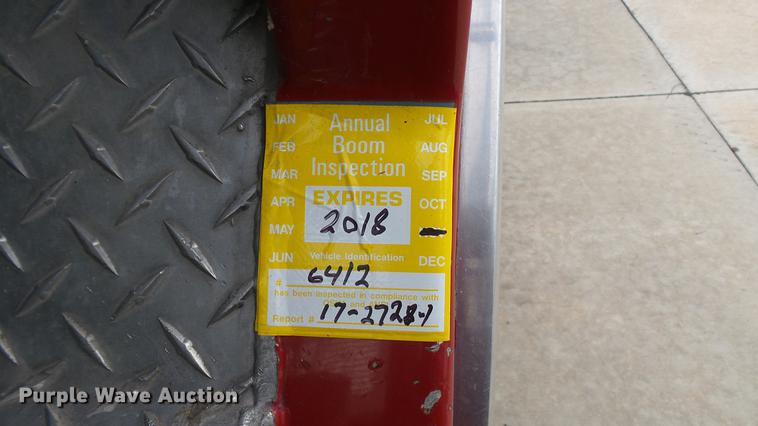 JAN Annual JUL
FEB Boom AUG
MAR Inspection SEP
APR EXPIRES OCT
MAY 2018
JUN Vehicle Identification DEC
# 6412
has been inspected in compliance with
and
Report # 17-2728-1
Purple Wave Auction®